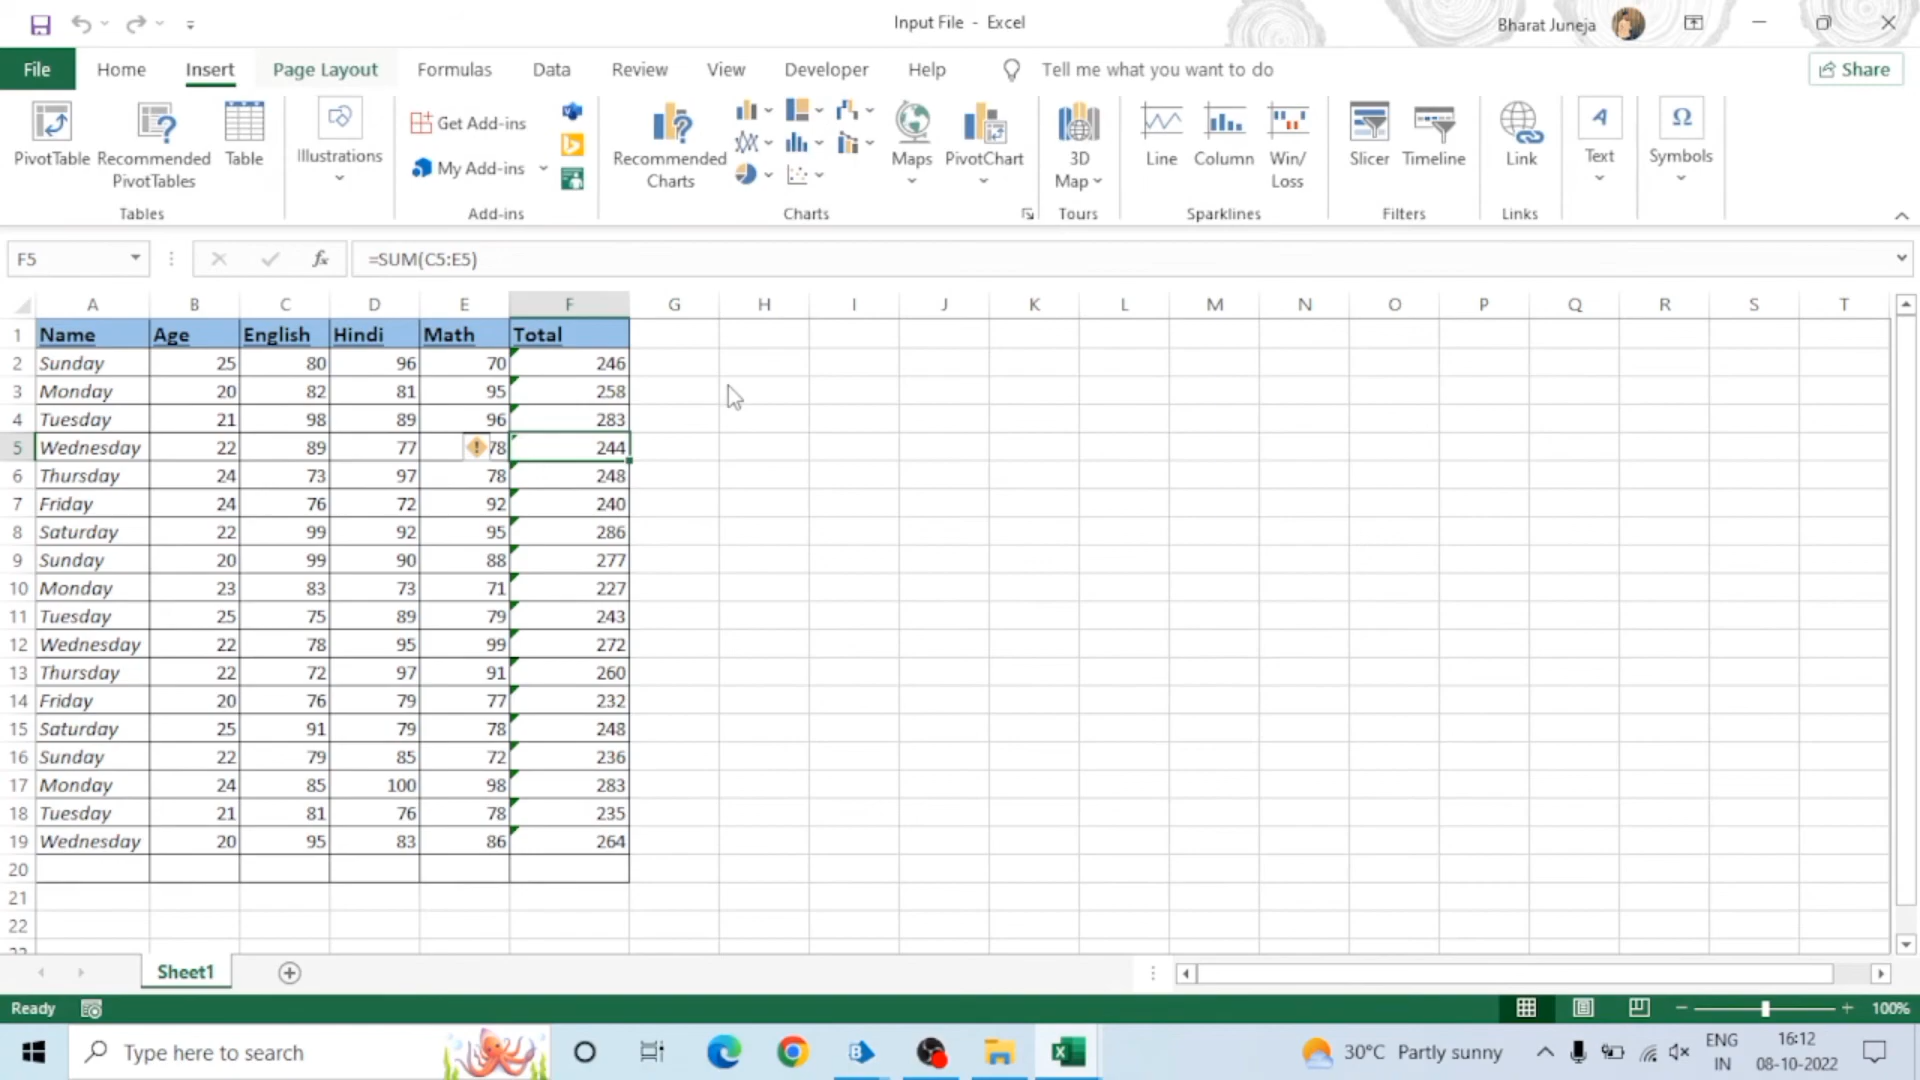 Input File - Excel
Bharat Juneja
File Home Insert Page Layout Formulas Data Review View Developer Help Tell me what you want to do Share
PivotTable Recommended PivotTables Table
Tables
Illustrations
Get Add-ins
My Add-ins
Add-ins
Recommended Charts
Maps PivotChart
Charts
3D Map
Tours
Line Column Win/Loss
Sparklines
Slicer Timeline
Filters
Link
Links
Text
Symbols
F5 fx =SUM(C5:E5)
A B C D E F G H I J K L M N O P Q R S T
1 Name Age English Hindi Math Total
2 Sunday 25 80 96 70 246
3 Monday 20 82 81 95 258
4 Tuesday 21 98 89 96 283
5 Wednesday 22 89 77 78 244
6 Thursday 24 73 97 78 248
7 Friday 24 76 72 92 240
8 Saturday 22 99 92 95 286
9 Sunday 20 99 90 88 277
10 Monday 23 83 73 71 227
11 Tuesday 25 75 89 79 243
12 Wednesday 22 78 95 99 272
13 Thursday 22 72 97 91 260
14 Friday 20 76 79 77 232
15 Saturday 25 91 79 78 248
16 Sunday 22 79 85 72 236
17 Monday 24 85 100 98 283
18 Tuesday 21 81 76 78 235
19 Wednesday 20 95 83 86 264
20
21
22
Sheet1
Ready 100%
Type here to search
30°C Partly sunny
ENG 16:12
IN 08-10-2022